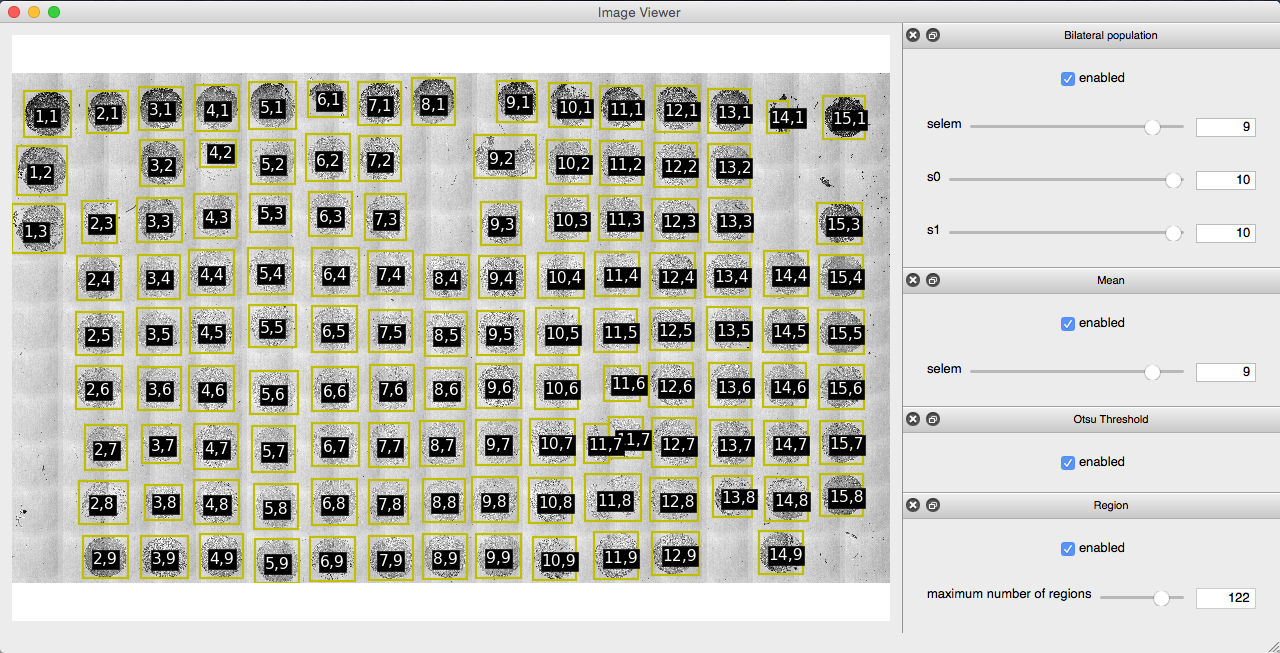 Image Viewer
1,1 2,1 3,1 4,1 5,1 6,1 7,1 8,1 9,1 10,1 11,1 12,1 13,1 14,1 15,1
1,2 3,2 4,2 5,2 6,2 7,2 9,2 10,2 11,2 12,2 13,2
1,3 2,3 3,3 4,3 5,3 6,3 7,3 9,3 10,3 11,3 12,3 13,3 15,3
2,4 3,4 4,4 5,4 6,4 7,4 8,4 9,4 10,4 11,4 12,4 13,4 14,4 15,4
2,5 3,5 4,5 5,5 6,5 7,5 8,5 9,5 10,5 11,5 12,5 13,5 14,5 15,5
2,6 3,6 4,6 5,6 6,6 7,6 8,6 9,6 10,6 11,6 12,6 13,6 14,6 15,6
2,7 3,7 4,7 5,7 6,7 7,7 8,7 9,7 10,7 11,7 11,7 12,7 13,7 14,7 15,7
2,8 3,8 4,8 5,8 6,8 7,8 8,8 9,8 10,8 11,8 12,8 13,8 14,8 15,8
2,9 3,9 4,9 5,9 6,9 7,9 8,9 9,9 10,9 11,9 12,9 14,9
Bilateral population
enabled
selem 9
s0 10
s1 10
Mean
enabled
selem 9
Otsu Threshold
enabled
Region
enabled
maximum number of regions 122